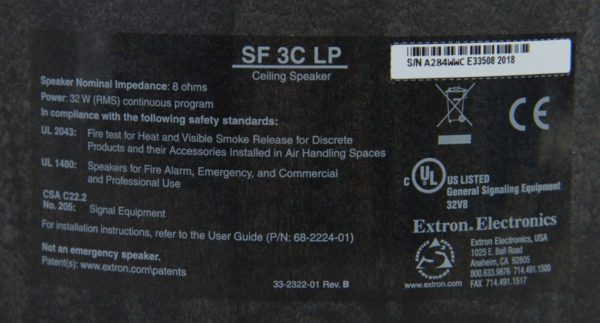 SF 3C LP
Ceiling Speaker
S/N A284WWC E33508 2018
Speaker Nominal Impedance: 8 ohms
Power: 32 W (RMS) continuous program
In compliance with the following safety standards:
UL 2043: Fire test for Heat and Visible Smoke Release for Discrete
Products and their Accessories Installed in Air Handling Spaces
UL 1480: Speakers for Fire Alarm, Emergency, and Commercial
and Professional Use
CSA C22.2
No. 205: Signal Equipment
For installation instructions, refer to the User Guide (P/N: 68-2224-01)
Not an emergency speaker.
Patent(s): www.extron.com\patents
33-2322-01 Rev. B
CE
C UL US LISTED
General Signaling Equipment
32V8
Extron. Electronics
Extron Electronics, USA
1025 E. Ball Road
Anaheim, CA 92805
800.633.9876 714.491.1500
www.extron.com FAX 714.491.1517